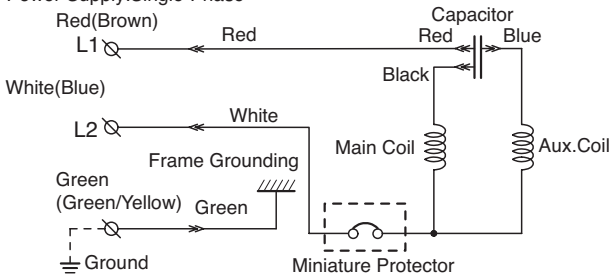 Power Supply:Single Phase
Red(Brown)
Capacitor
L1
Red
Red
Blue
Black
White(Blue)
L2
White
Main Coil
Aux.Coil
Frame Grounding
Green
(Green/Yellow)
Green
Ground
Miniature Protector